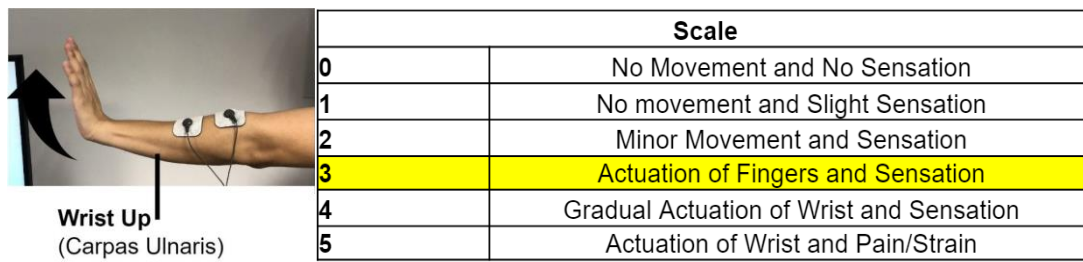 Scale
0 No Movement and No Sensation
1 No movement and Slight Sensation
2 Minor Movement and Sensation
3 Actuation of Fingers and Sensation
4 Gradual Actuation of Wrist and Sensation
5 Actuation of Wrist and Pain/Strain
Wrist Up
(Carpas Ulnaris)